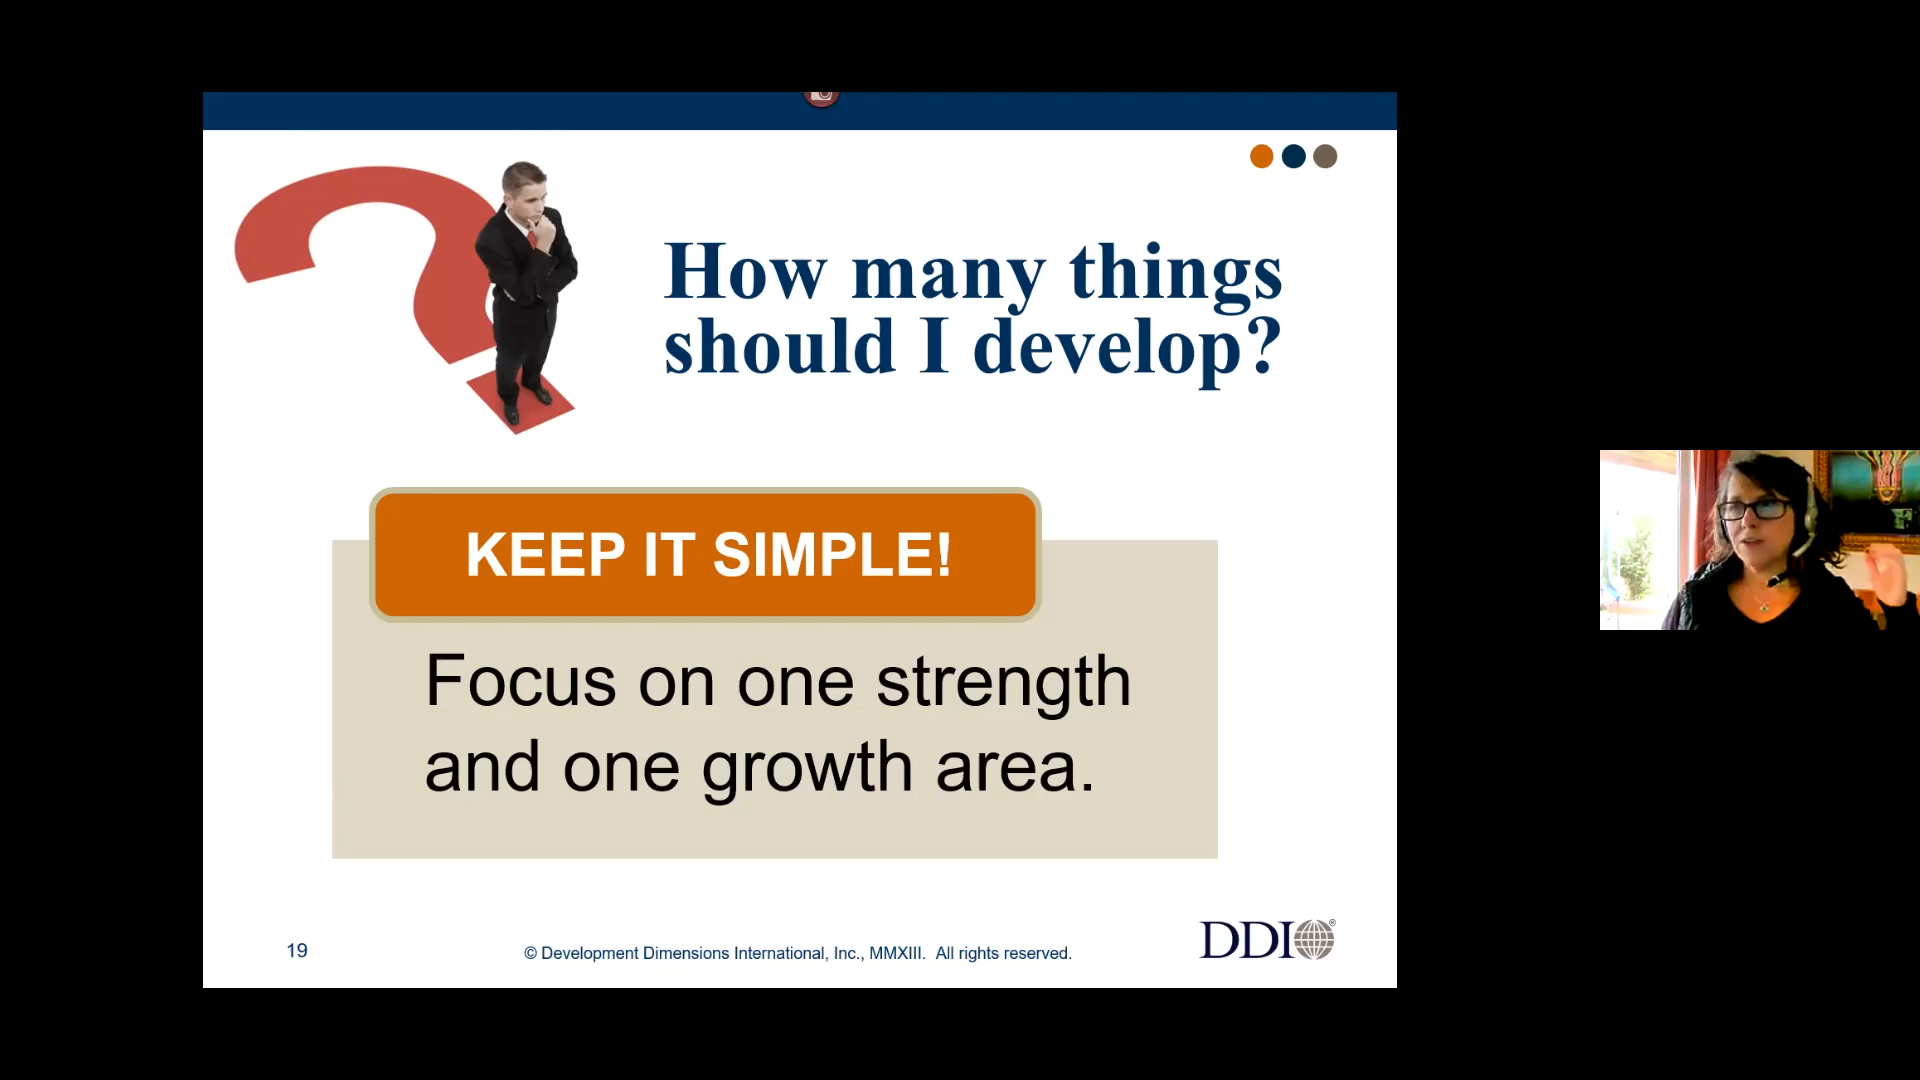 How many things
should I develop?
KEEP IT SIMPLE!
Focus on one strength
and one growth area.
19
© Development Dimensions International, Inc., MMXIII.  All rights reserved.
DDI®